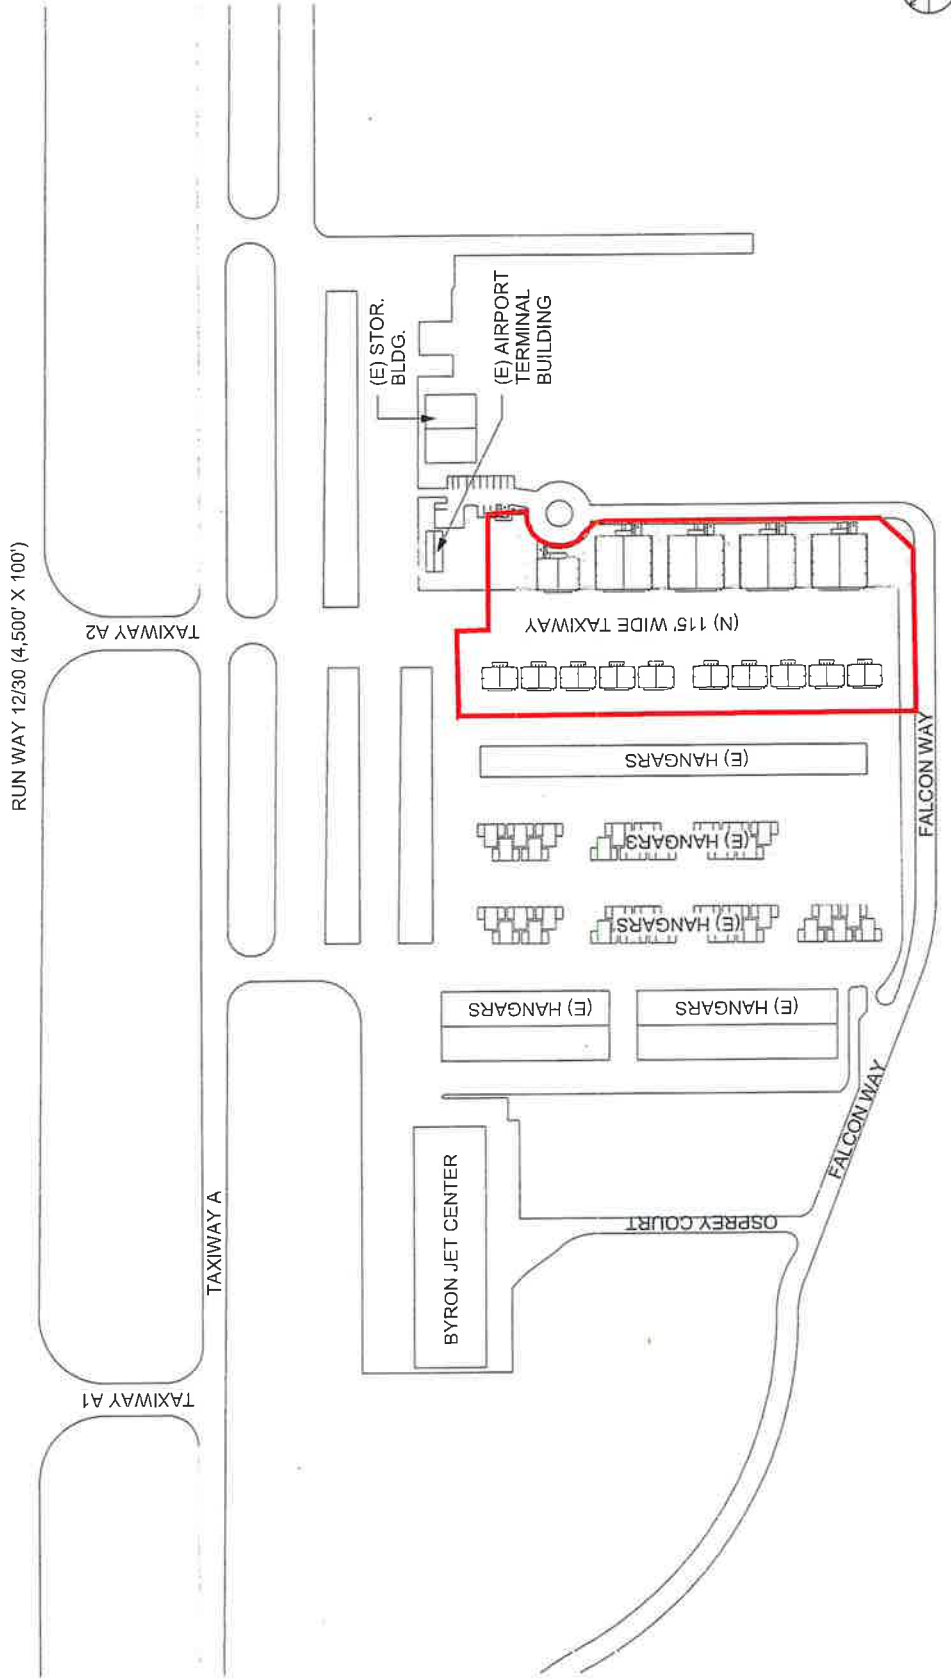 RUN WAY 12/30 (4,500' X 100')
TAXIWAY A2
TAXIWAY A1
TAXIWAY A
(E) STOR.
BLDG.
(E) AIRPORT
TERMINAL
BUILDING
(N) 115' WIDE TAXIWAY
(E) HANGARS
(E) HANGARS
(E) HANGARS
(E) HANGARS
(E) HANGARS
BYRON JET CENTER
OSPREY COURT
FALCON WAY
FALCON WAY